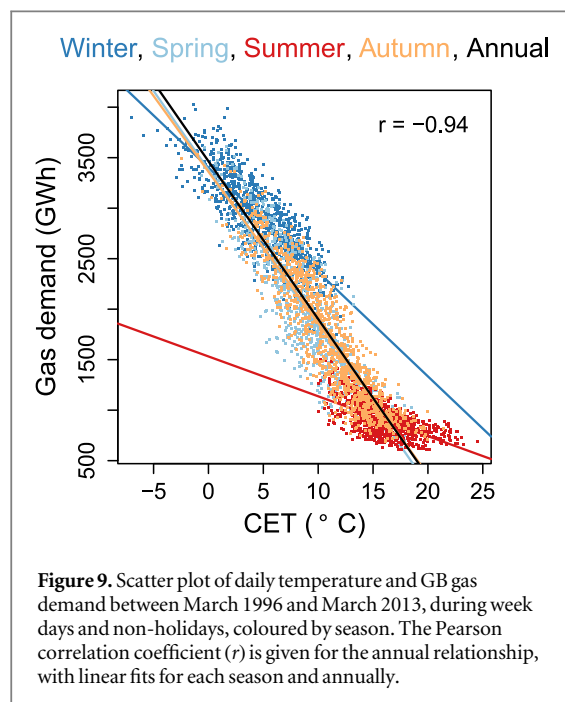 Winter, Spring, Summer, Autumn, Annual
r = −0.94
Gas demand (GWh)
3500
2500
1500
500
−5 0 5 10 15 20 25
CET ( ° C)
Figure 9. Scatter plot of daily temperature and GB gas
demand between March 1996 and March 2013, during week
days and non-holidays, coloured by season. The Pearson
correlation coefficient (r) is given for the annual relationship,
with linear fits for each season and annually.